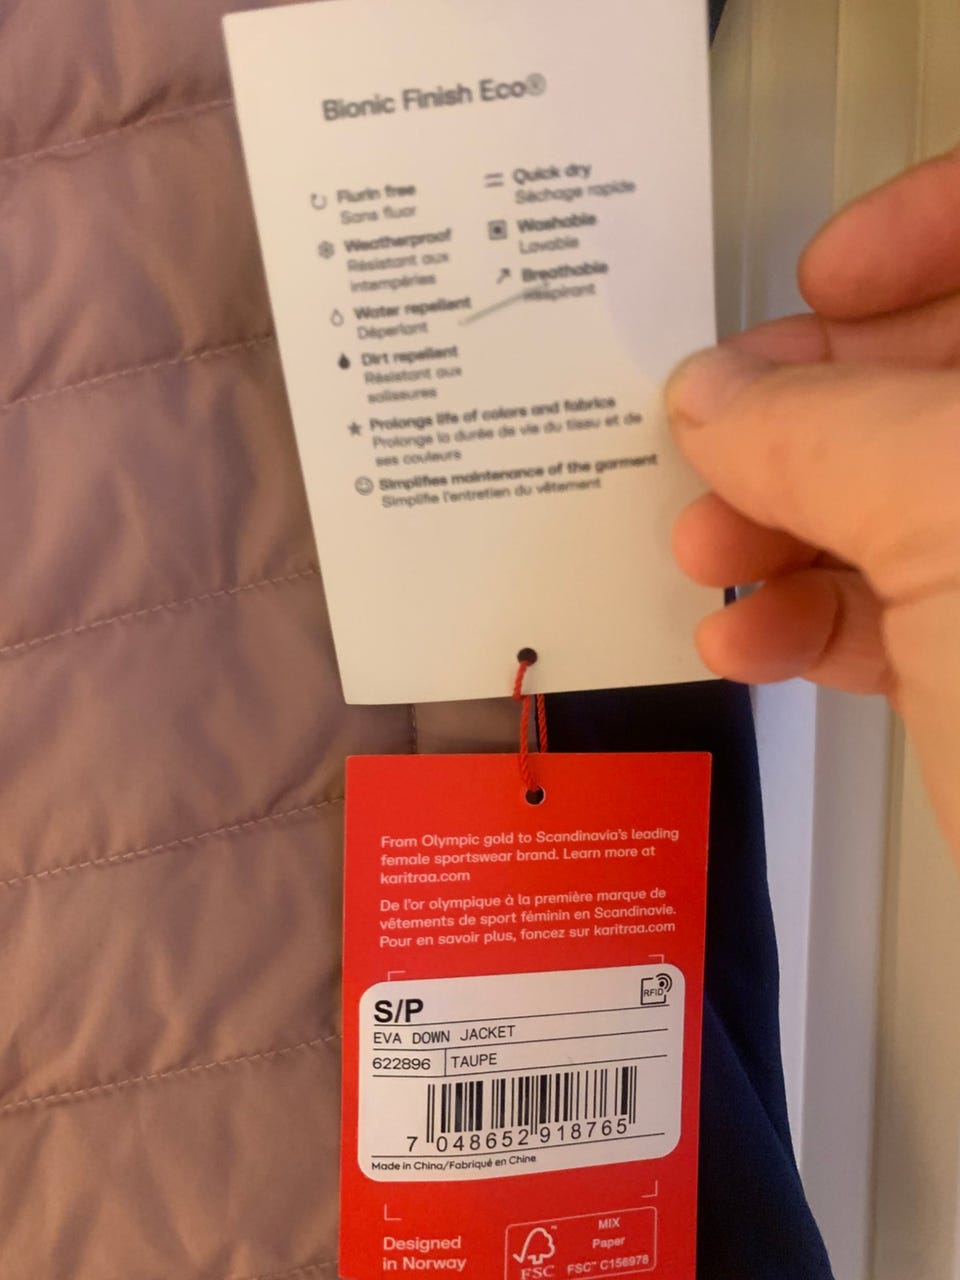 Bionic Finish Eco®
Flurin free
Sans fluor
Weatherproof
Résistant aux
intempéries
Water repellent
Déperlant
Dirt repellent
Résistant aux
salissures
Quick dry
Séchage rapide
Washable
Lavable
Breathable
Respirant
Prolongs life of colors and fabrics
Prolonge la durée de vie du tissu et de
ses couleurs
Simplifies maintenance of the garment
Simplifie l'entretien du vêtement
From Olympic gold to Scandinavia's leading
female sportswear brand. Learn more at
karitraa.com
De l'or olympique à la première marque de
vêtements de sport féminin en Scandinavie.
Pour en savoir plus, foncez sur karitraa.com
S/P
RFID
EVA DOWN JACKET
622896 TAUPE
7 048652 918765
Made in China/Fabriqué en Chine
Designed
in Norway
FSC™
MIX
Paper
FSC™ C156978